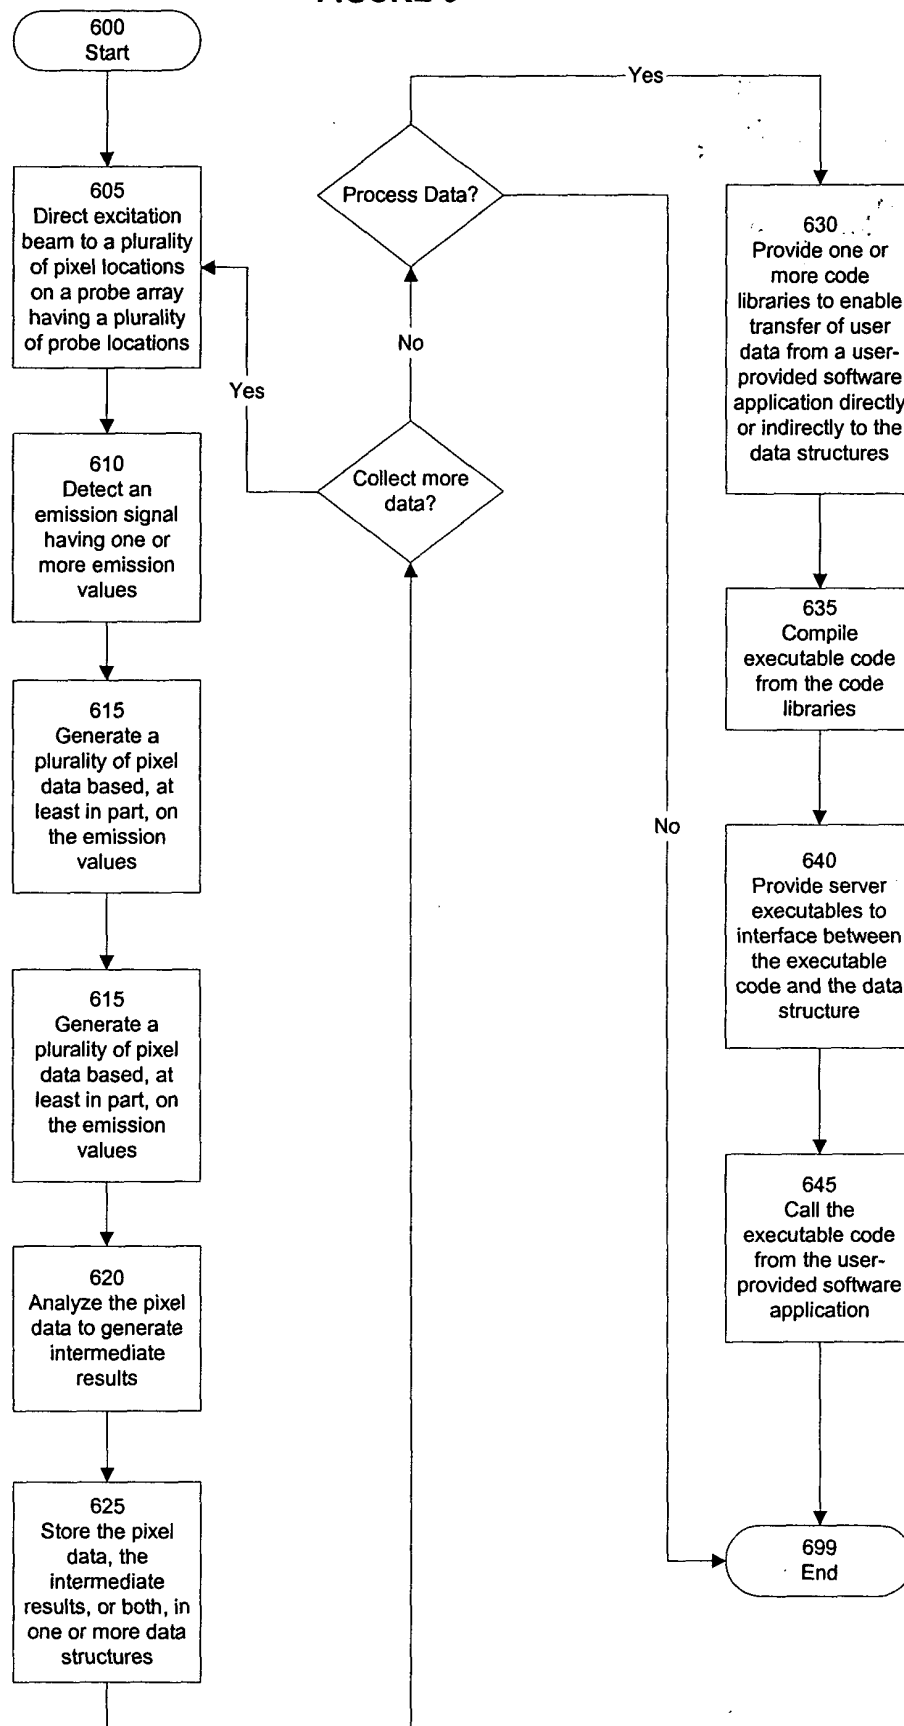 600
Start
605
Direct excitation
beam to a plurality
of pixel locations
on a probe array
having a plurality
of probe locations
610
Detect an
emission signal
having one or
more emission
values
615
Generate a
plurality of pixel
data based, at
least in part, on
the emission
values
615
Generate a
plurality of pixel
data based, at
least in part, on
the emission
values
620
Analyze the pixel
data to generate
intermediate
results
625
Store the pixel
data, the
intermediate
results, or both, in
one or more data
structures
Yes
Collect more
data?
No
Process Data?
Yes
No
630
Provide one or
more code
libraries to enable
transfer of user
data from a user-
provided software
application directly
or indirectly to the
data structures
635
Compile
executable code
from the code
libraries
640
Provide server
executables to
interface between
the executable
code and the data
structure
645
Call the
executable code
from the user-
provided software
application
699
End